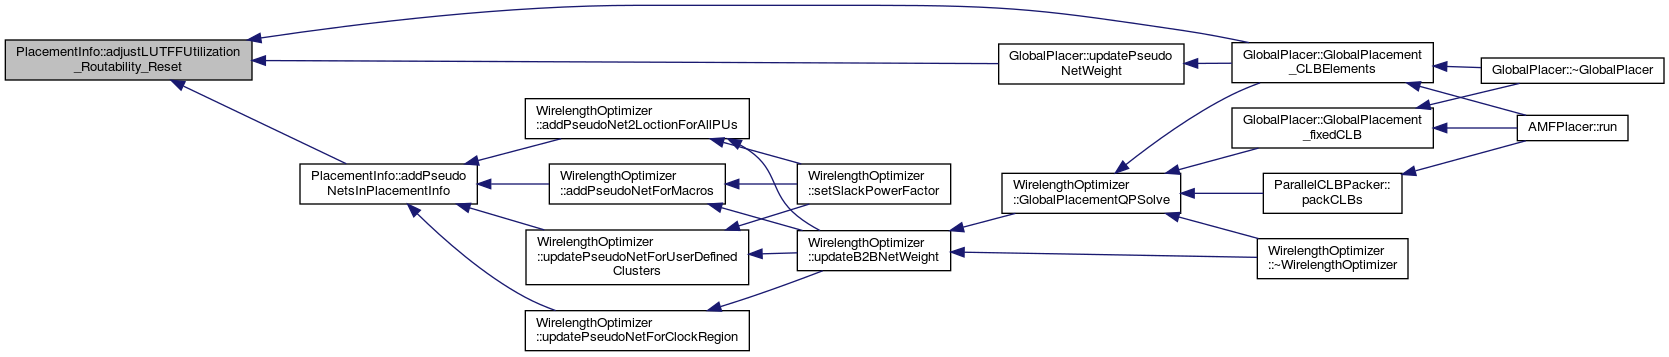 PlacementInfo::adjustLUTFFUtilization
_Routability_Reset
PlacementInfo::addPseudo
NetsInPlacementInfo
WirelengthOptimizer
::addPseudoNet2LoctionForAllPUs
WirelengthOptimizer
::addPseudoNetForMacros
WirelengthOptimizer
::updatePseudoNetForUserDefined
Clusters
WirelengthOptimizer
::updatePseudoNetForClockRegion
WirelengthOptimizer
::setSlackPowerFactor
WirelengthOptimizer
::updateB2BNetWeight
GlobalPlacer::updatePseudo
NetWeight
WirelengthOptimizer
::GlobalPlacementQPSolve
GlobalPlacer::GlobalPlacement
_CLBElements
GlobalPlacer::GlobalPlacement
_fixedCLB
ParallelCLBPacker::
packCLBs
WirelengthOptimizer
::~WirelengthOptimizer
GlobalPlacer::~GlobalPlacer
AMFPlacer::run